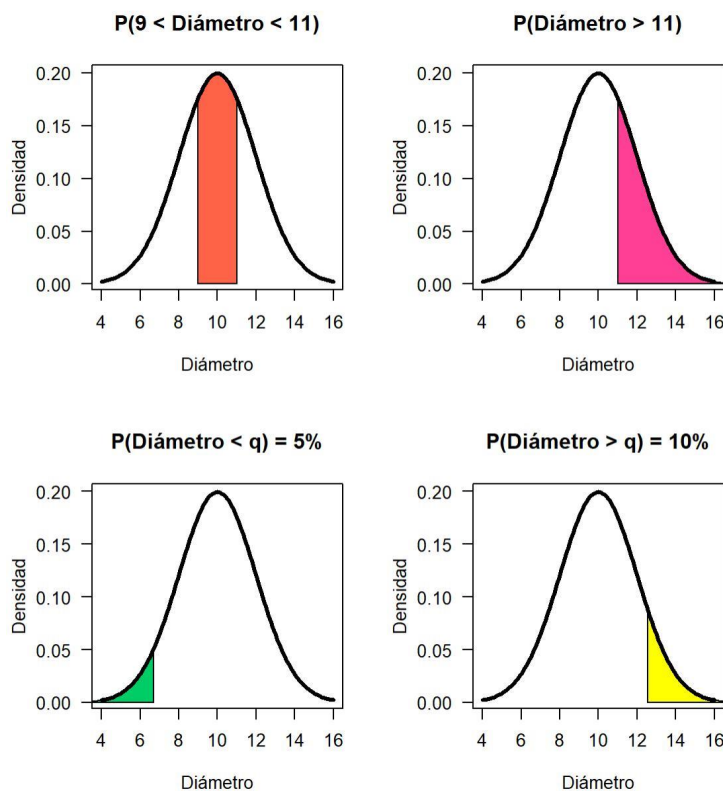 P(9 < Diámetro < 11)
Densidad
0.20
0.15
0.10
0.05
0.00
4 6 8 10 12 14 16
Diámetro
P(Diámetro > 11)
Densidad
0.20
0.15
0.10
0.05
0.00
4 6 8 10 12 14 16
Diámetro
P(Diámetro < q) = 5%
Densidad
0.20
0.15
0.10
0.05
0.00
4 6 8 10 12 14 16
Diámetro
P(Diámetro > q) = 10%
Densidad
0.20
0.15
0.10
0.05
0.00
4 6 8 10 12 14 16
Diámetro